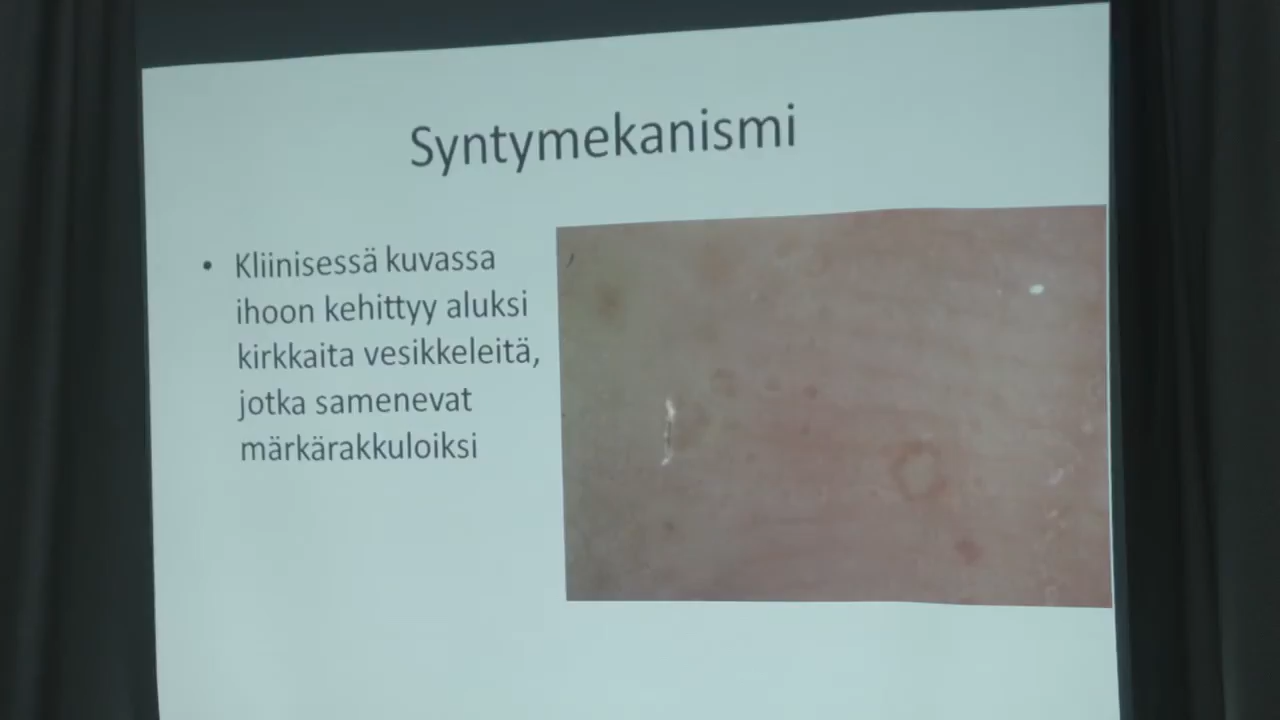 Syntymekanismi
• Kliinisessä kuvassa
ihoon kehittyy aluksi
kirkkaita vesikkeleitä,
jotka samenevat
märkärakkuloiksi